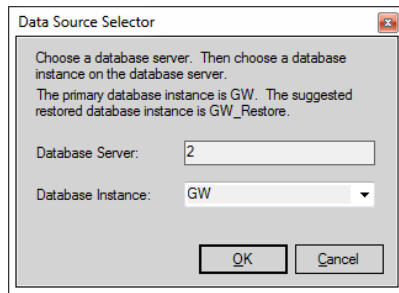 Data Source Selector
Choose a database server.  Then choose a database
instance on the database server.
The primary database instance is GW.  The suggested
restored database instance is GW_Restore.
Database Server:
2
Database Instance:
GW
OK
Cancel